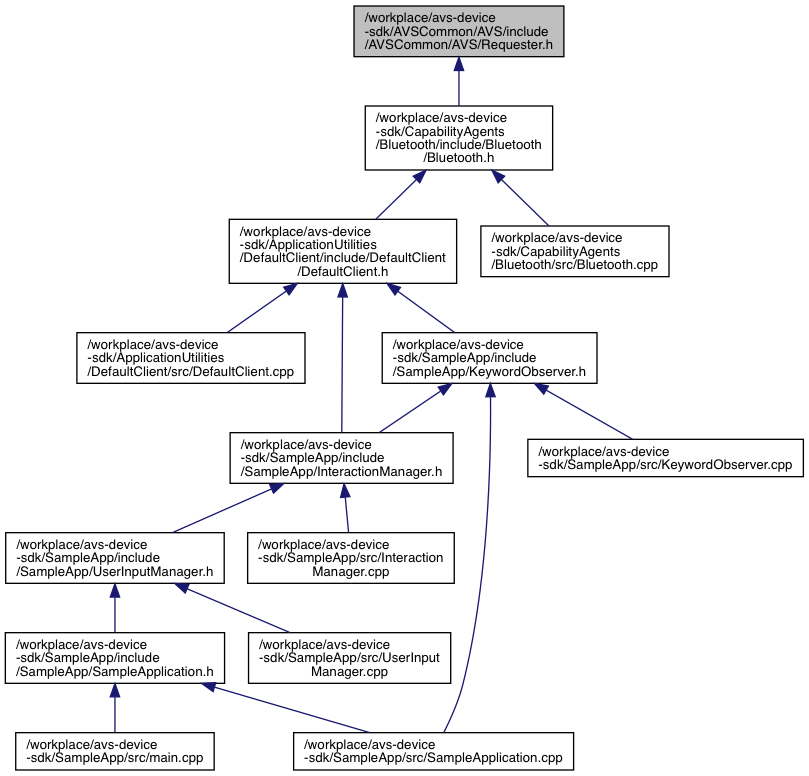 /workplace/avs-device
-sdk/AVSCommon/AVS/include
/AVSCommon/AVS/Requester.h
/workplace/avs-device
-sdk/CapabilityAgents
/Bluetooth/include/Bluetooth
/Bluetooth.h
/workplace/avs-device
-sdk/ApplicationUtilities
/DefaultClient/include/DefaultClient
/DefaultClient.h
/workplace/avs-device
-sdk/CapabilityAgents
/Bluetooth/src/Bluetooth.cpp
/workplace/avs-device
-sdk/ApplicationUtilities
/DefaultClient/src/DefaultClient.cpp
/workplace/avs-device
-sdk/SampleApp/include
/SampleApp/KeywordObserver.h
/workplace/avs-device
-sdk/SampleApp/include
/SampleApp/InteractionManager.h
/workplace/avs-device
-sdk/SampleApp/src/KeywordObserver.cpp
/workplace/avs-device
-sdk/SampleApp/include
/SampleApp/UserInputManager.h
/workplace/avs-device
-sdk/SampleApp/src/Interaction
Manager.cpp
/workplace/avs-device
-sdk/SampleApp/include
/SampleApp/SampleApplication.h
/workplace/avs-device
-sdk/SampleApp/src/UserInput
Manager.cpp
/workplace/avs-device
-sdk/SampleApp/src/main.cpp
/workplace/avs-device
-sdk/SampleApp/src/SampleApplication.cpp